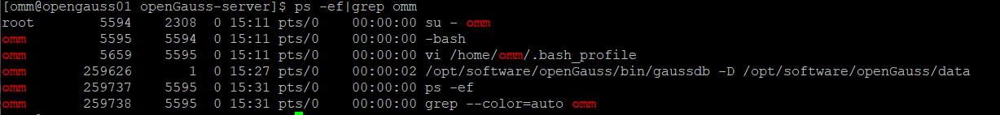 [omm@opengauss01 openGauss-server]$ ps -ef|grep omm
root        5594    2308  0 15:11 pts/0    00:00:00 su - omm
omm         5595    5594  0 15:11 pts/0    00:00:00 -bash
omm         5659    5595  0 15:11 pts/0    00:00:00 vi /home/omm/.bash_profile
omm       259626       1  0 15:27 pts/0    00:00:02 /opt/software/openGauss/bin/gaussdb -D /opt/software/openGauss/data
omm       259737    5595  0 15:31 pts/0    00:00:00 ps -ef
omm       259738    5595  0 15:31 pts/0    00:00:00 grep --color=auto omm